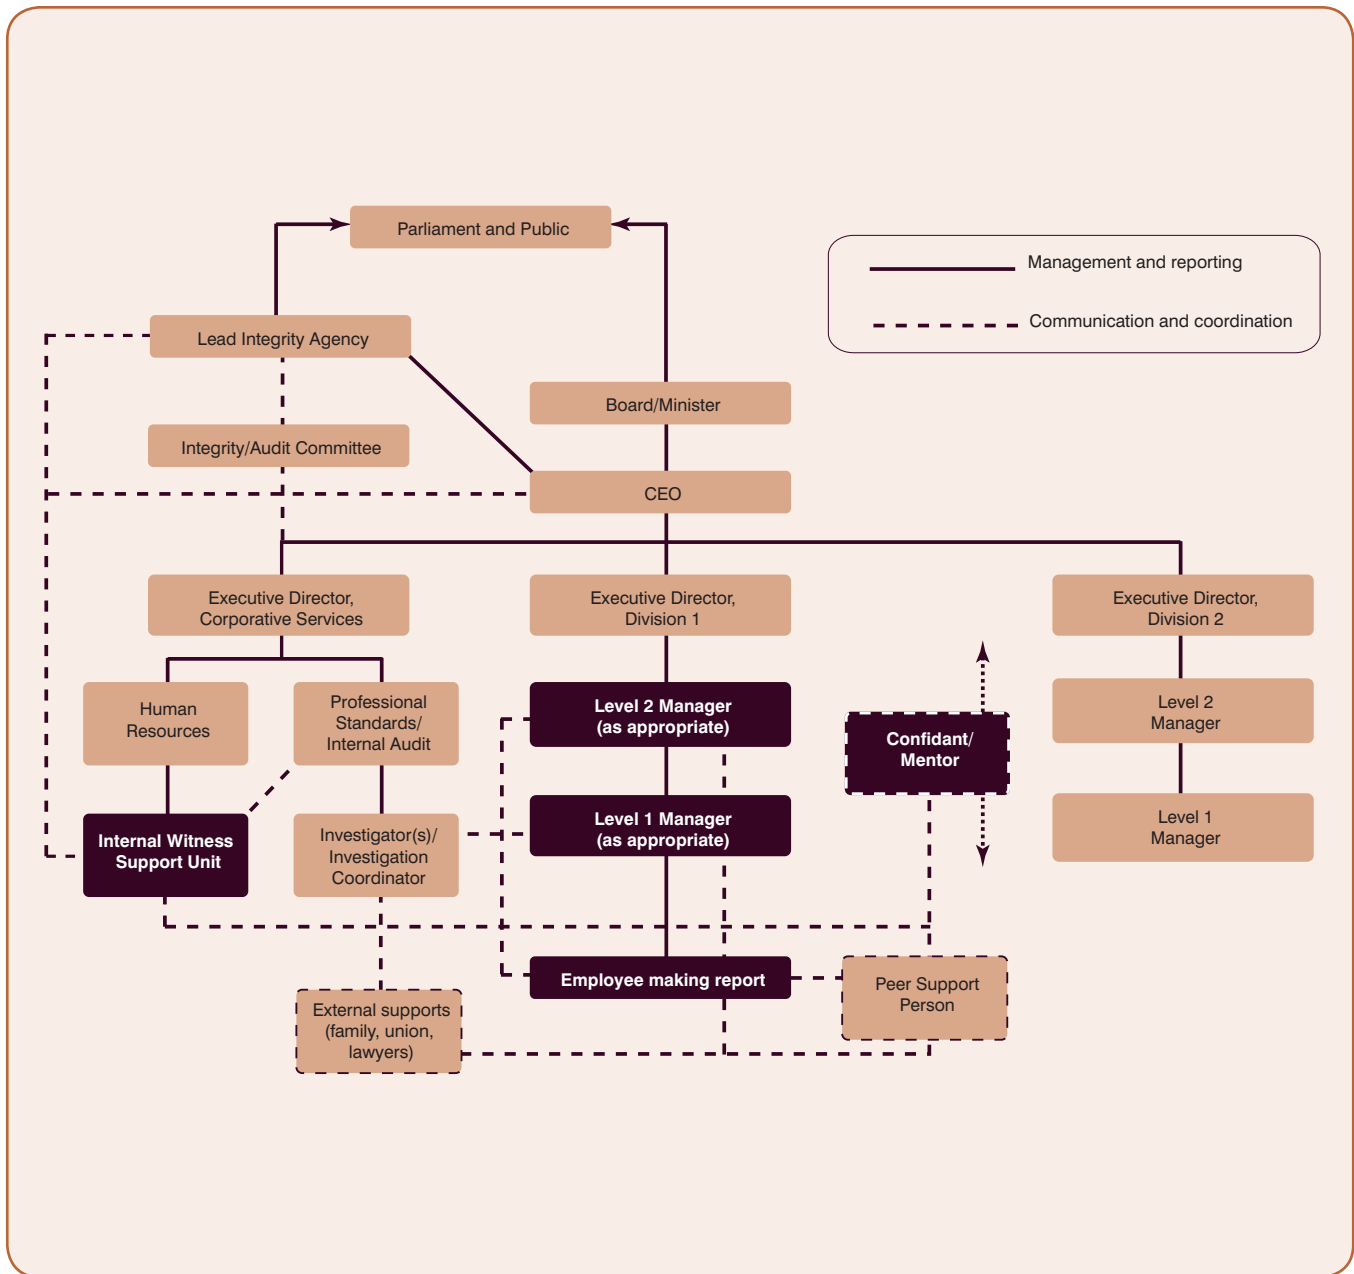 Parliament and Public
Management and reporting
Communication and coordination
Lead Integrity Agency
Board/Minister
Integrity/Audit Committee
CEO
Executive Director,
Corporative Services
Executive Director,
Division 1
Executive Director,
Division 2
Human
Resources
Professional
Standards/
Internal Audit
Level 2 Manager
(as appropriate)
Confidant/
Mentor
Level 2
Manager
Internal Witness
Support Unit
Investigator(s)/
Investigation
Coordinator
Level 1 Manager
(as appropriate)
Level 1
Manager
Employee making report
Peer Support
Person
External supports
(family, union,
lawyers)